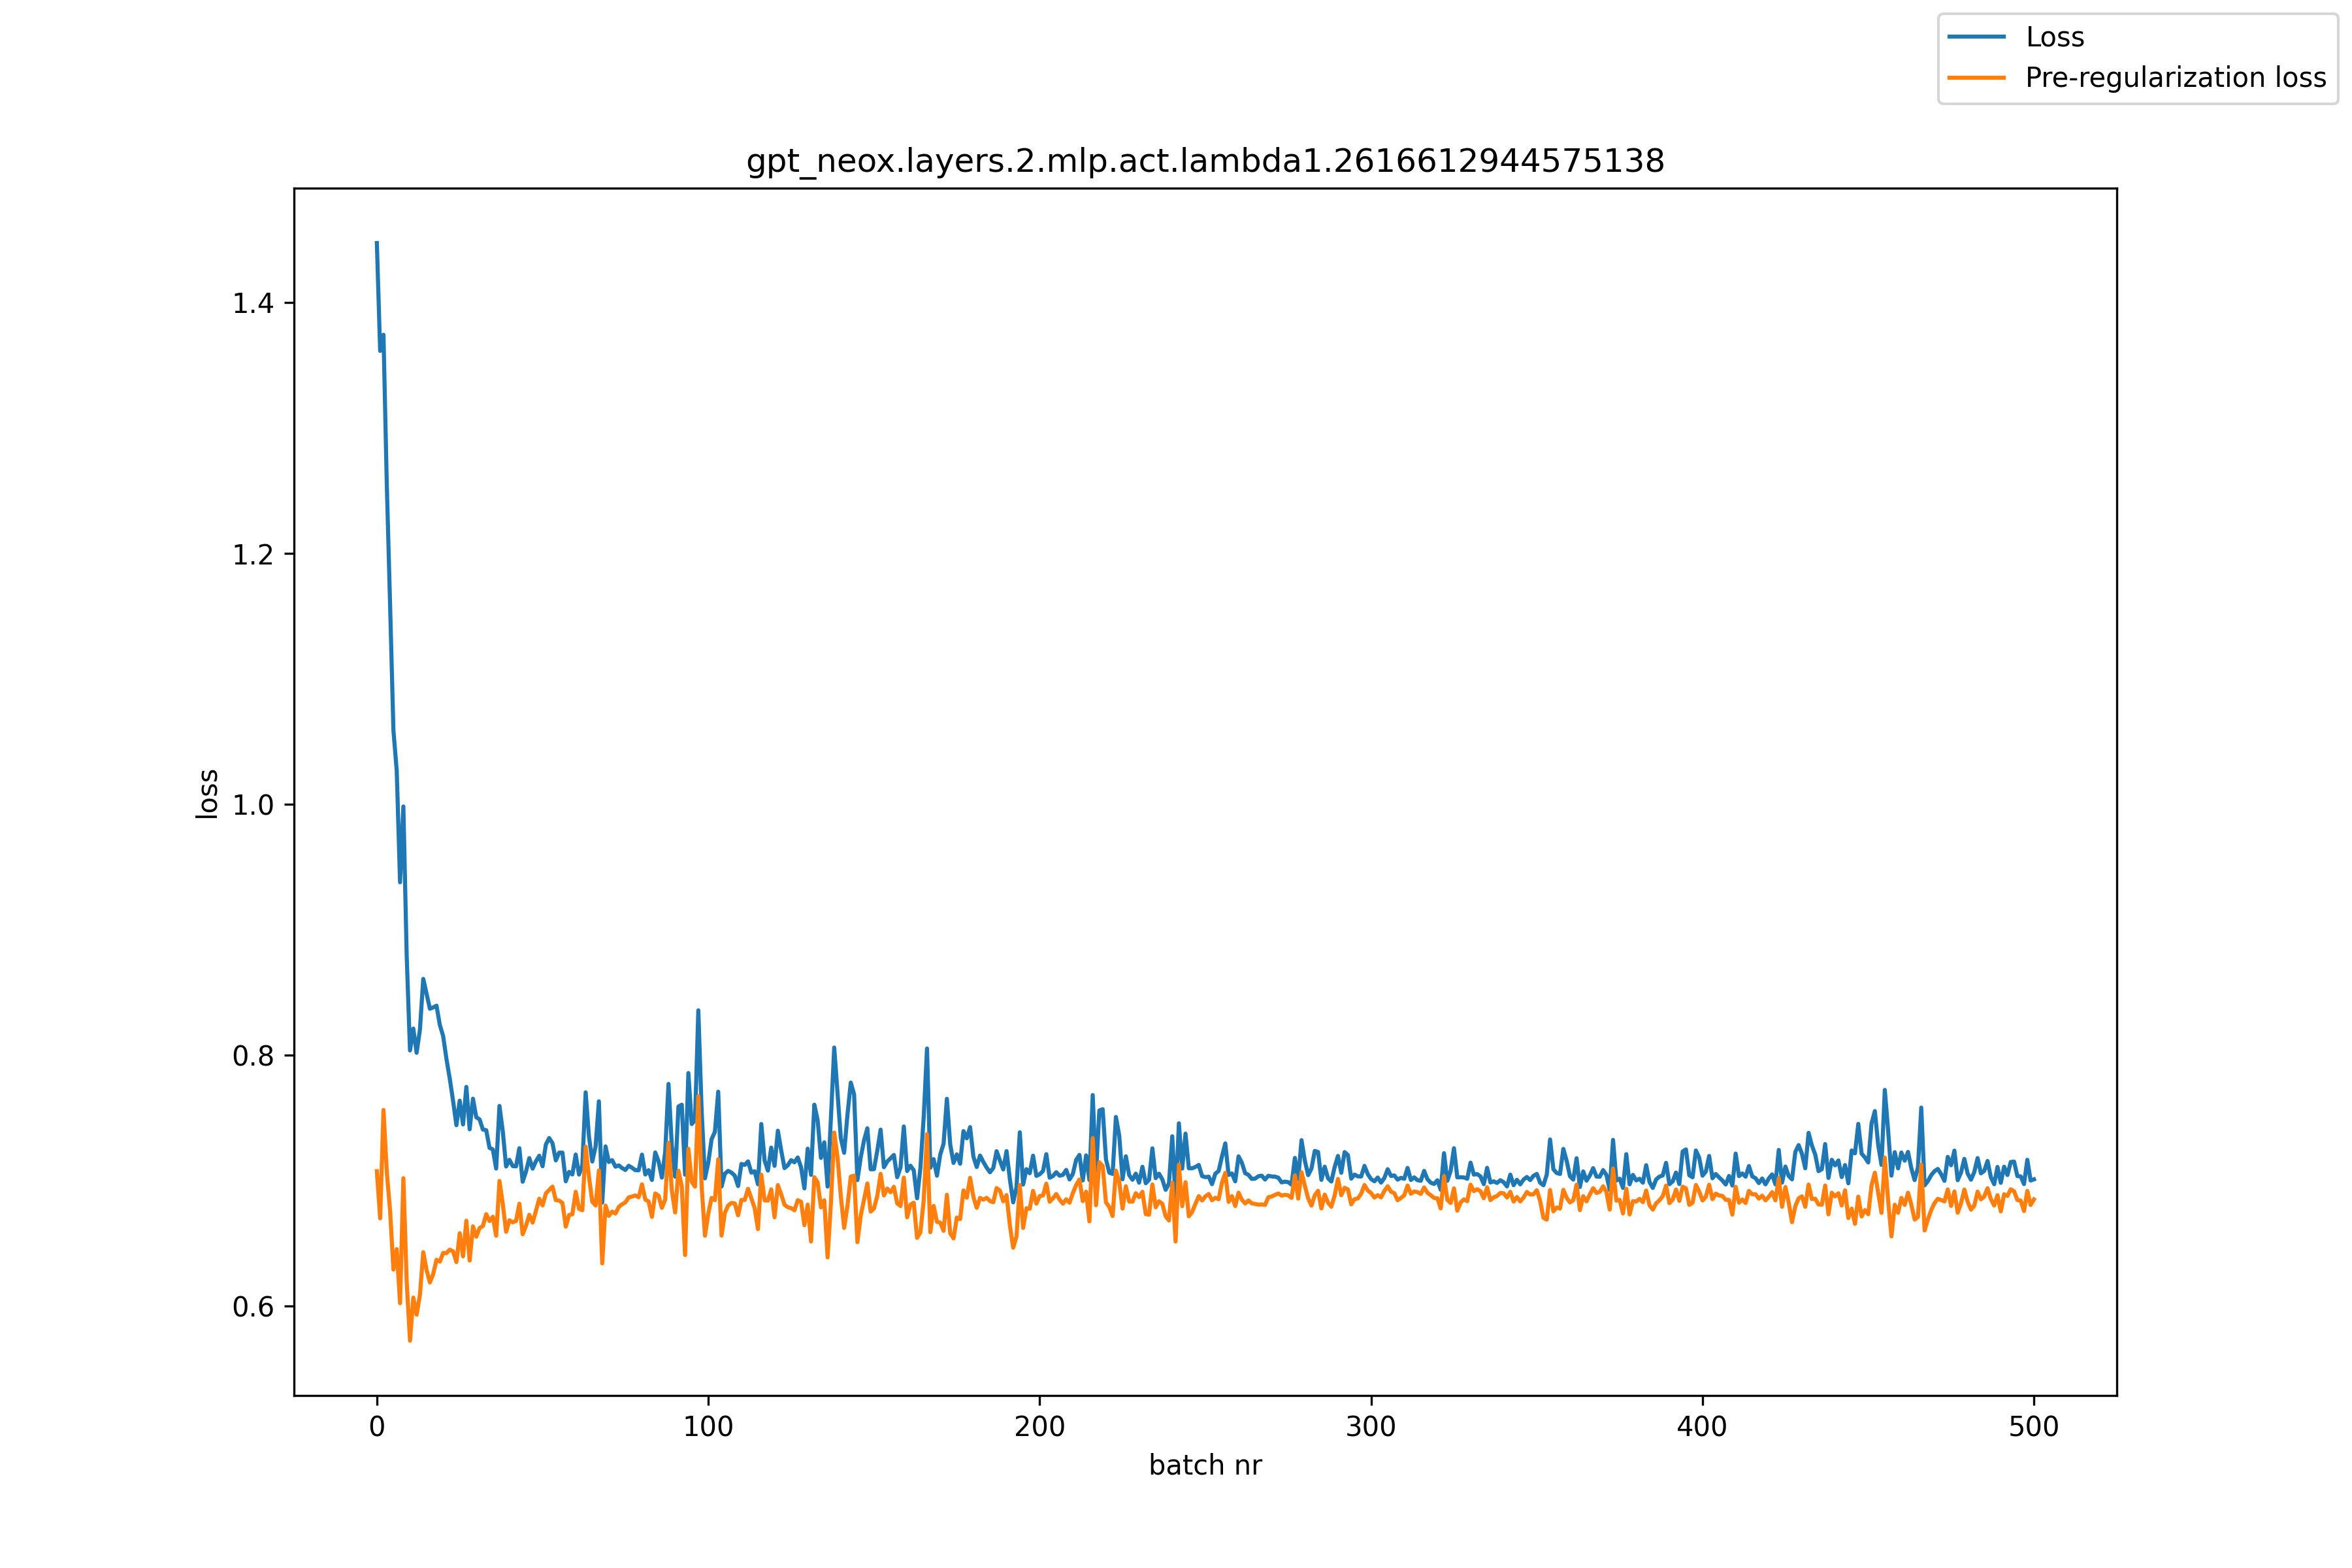 Loss
Pre-regularization loss
gpt_neox.layers.2.mlp.act.lambda1.2616612944575138
1.4
1.2
1.0
0.8
0.6
loss
0 100 200 300 400 500
batch nr